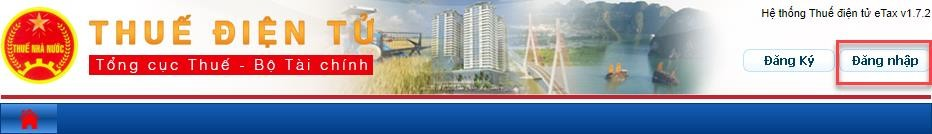 THUẾ NHÀ NƯỚC
THUẾ ĐIỆN TỬ
Tổng cục Thuế - Bộ Tài chính
Hệ thống Thuế điện tử eTax v1.7.2
Đăng Ký
Đăng nhập